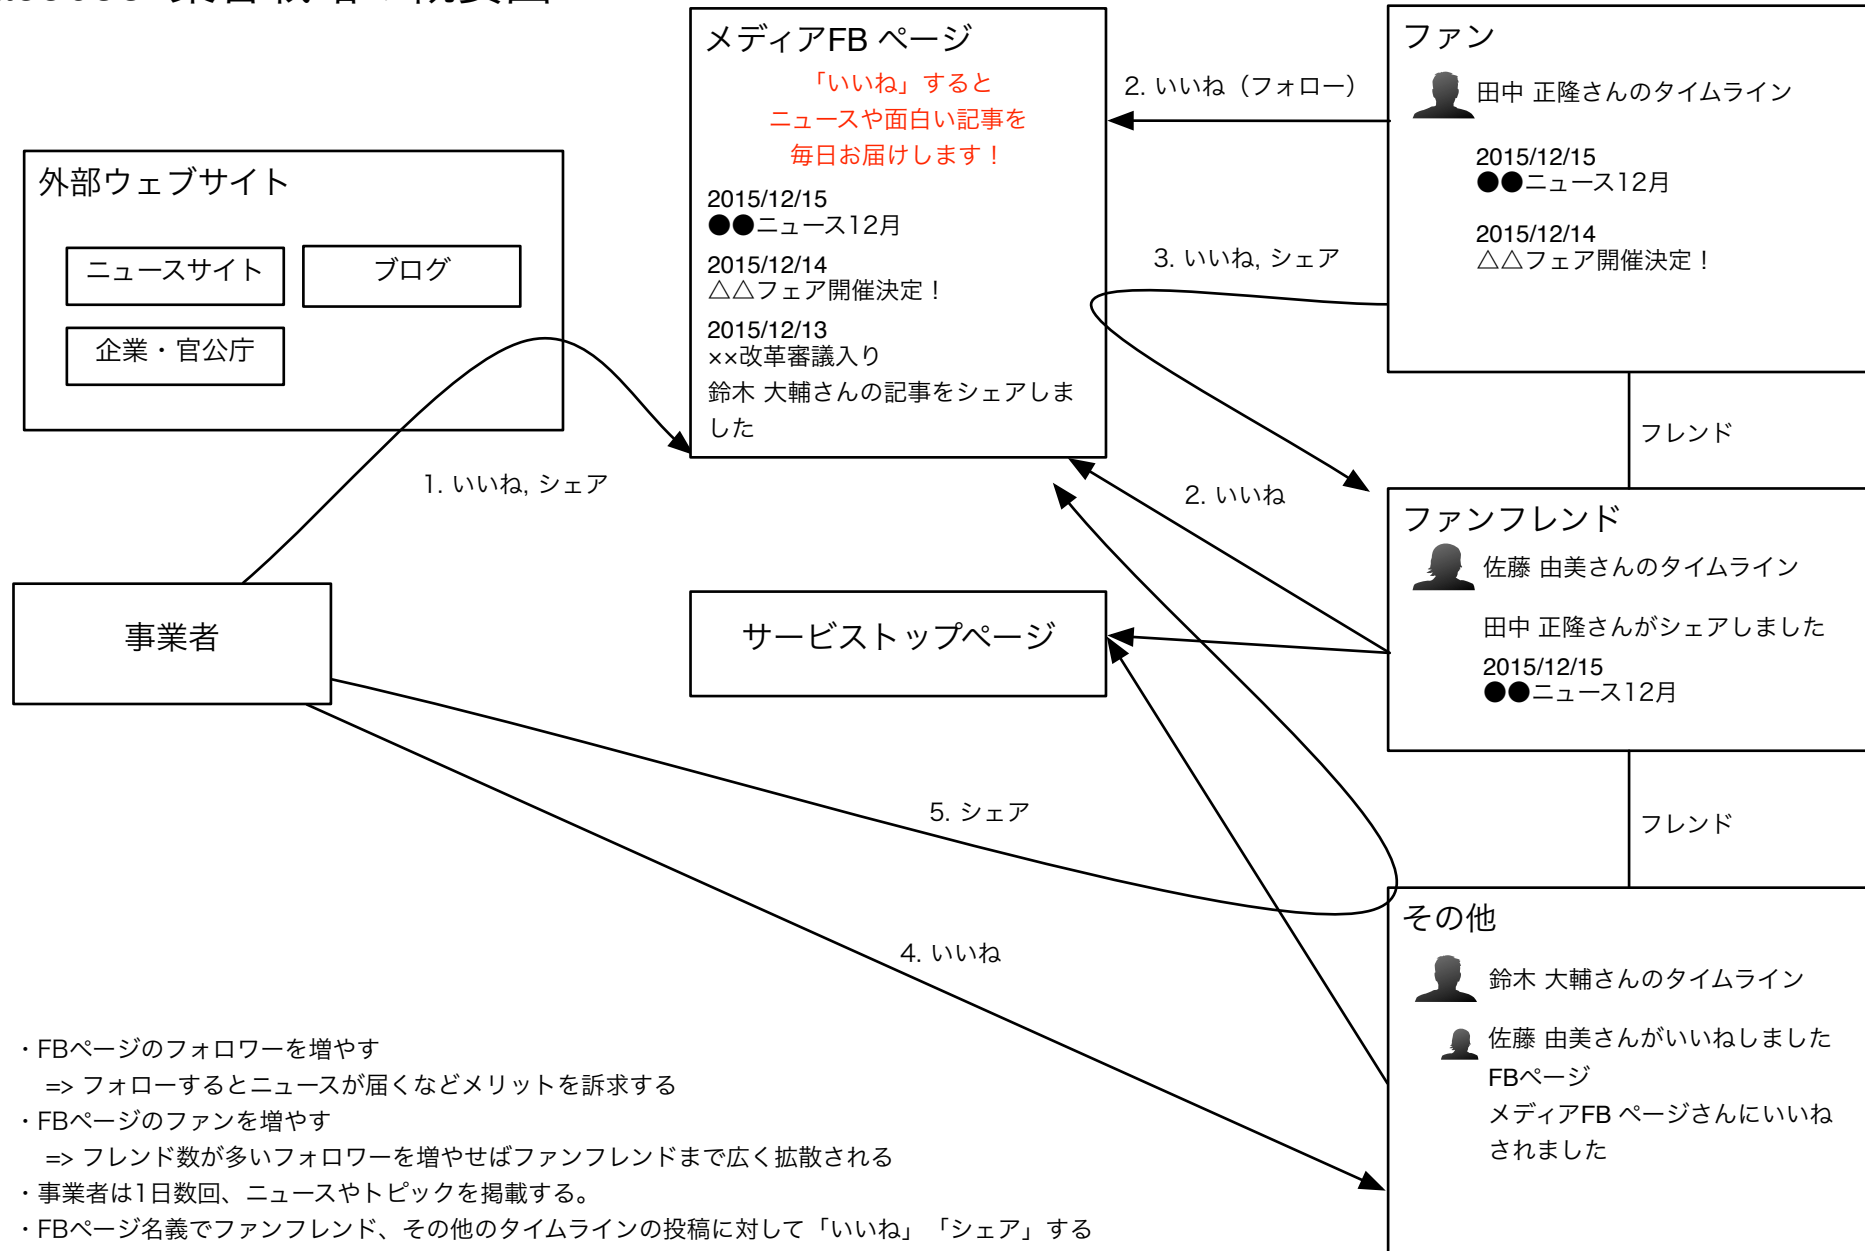 メディアFB ページ
「いいね」すると
ニュースや面白い記事を
毎日お届けします！
2015/12/15
●●ニュース12月
2015/12/14
△△フェア開催決定！
2015/12/13
××改革審議入り
鈴木 大輔さんの記事をシェアしま
した
ファン
田中 正隆さんのタイムライン
2015/12/15
●●ニュース12月
2015/12/14
△△フェア開催決定！
2. いいね（フォロー）
3. いいね, シェア
外部ウェブサイト
ニュースサイト
ブログ
企業・官公庁
1. いいね, シェア
フレンド
2. いいね
ファンフレンド
佐藤 由美さんのタイムライン
田中 正隆さんがシェアしました
2015/12/15
●●ニュース12月
事業者
サービストップページ
5. シェア
フレンド
4. いいね
その他
鈴木 大輔さんのタイムライン
佐藤 由美さんがいいねしました
FBページ
メディアFB ページさんにいいね
されました
・FBページのフォロワーを増やす
=> フォローするとニュースが届くなどメリットを訴求する
・FBページのファンを増やす
=> フレンド数が多いフォロワーを増やせばファンフレンドまで広く拡散される
・事業者は1日数回、ニュースやトピックを掲載する。
・FBページ名義でファンフレンド、その他のタイムラインの投稿に対して「いいね」「シェア」する